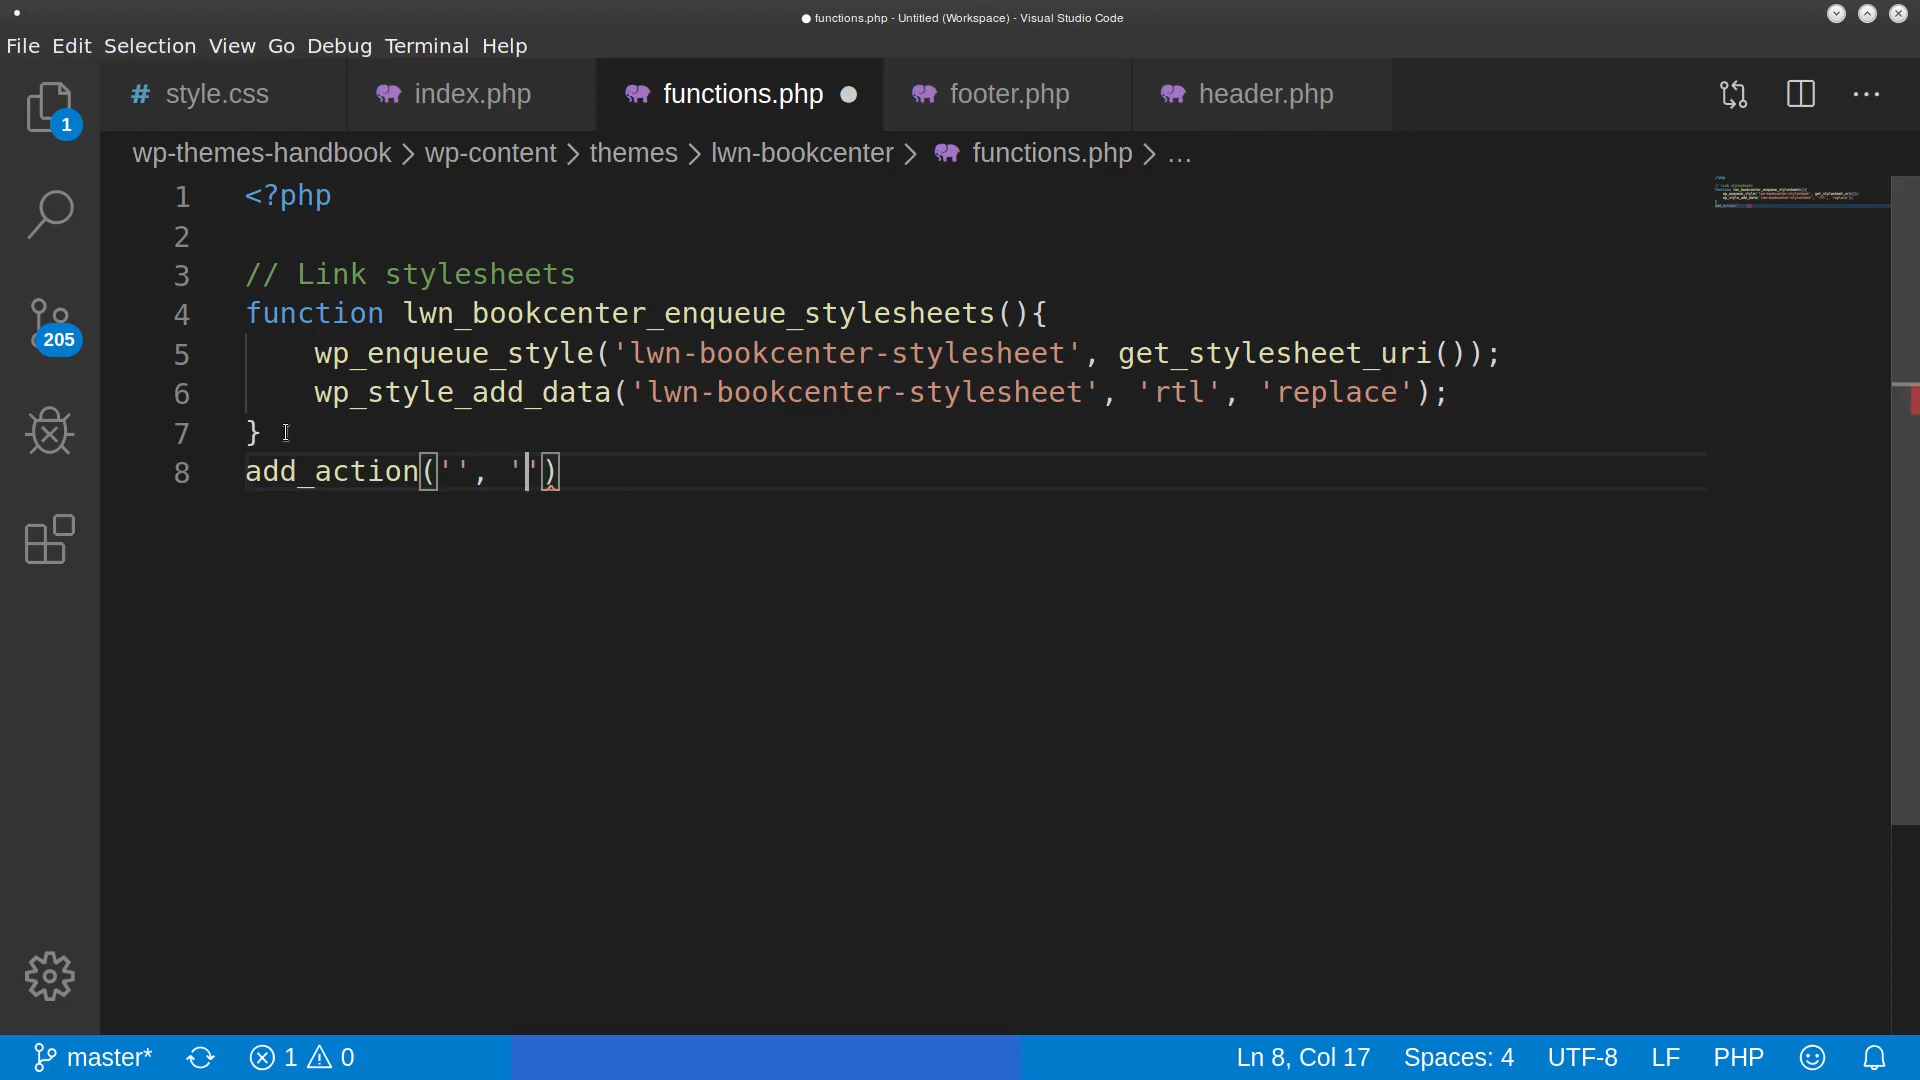 functions.php - Untitled (Workspace) - Visual Studio Code
File Edit Selection View Go Debug Terminal Help
# style.css index.php functions.php footer.php header.php
1
wp-themes-handbook > wp-content > themes > lwn-bookcenter > functions.php > ...
1 <?php
2
3 // Link stylesheets
4 function lwn_bookcenter_enqueue_stylesheets(){
5 wp_enqueue_style('lwn-bookcenter-stylesheet', get_stylesheet_uri());
205
6 wp_style_add_data('lwn-bookcenter-stylesheet', 'rtl', 'replace');
7 }
8 add_action('', '')
master* 1 0 Ln 8, Col 17 Spaces: 4 UTF-8 LF PHP